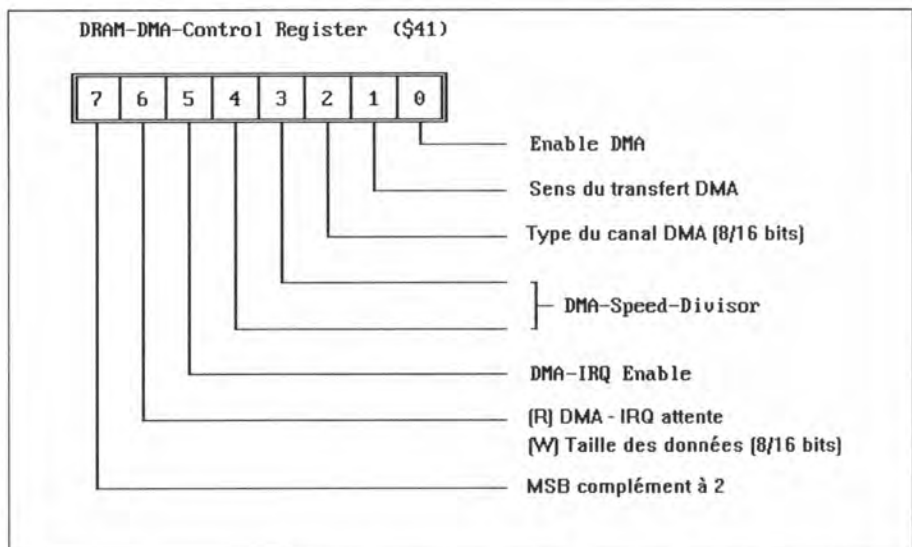 DRAM-DMA-Control Register ($41)
7 6 5 4 3 2 1 0
Enable DMA
Sens du transfert DMA
Type du canal DMA (8/16 bits)
DMA-Speed-Divisor
DMA-IRQ Enable
(R) DMA - IRQ attente
(W) Taille des données (8/16 bits)
MSB complément à 2